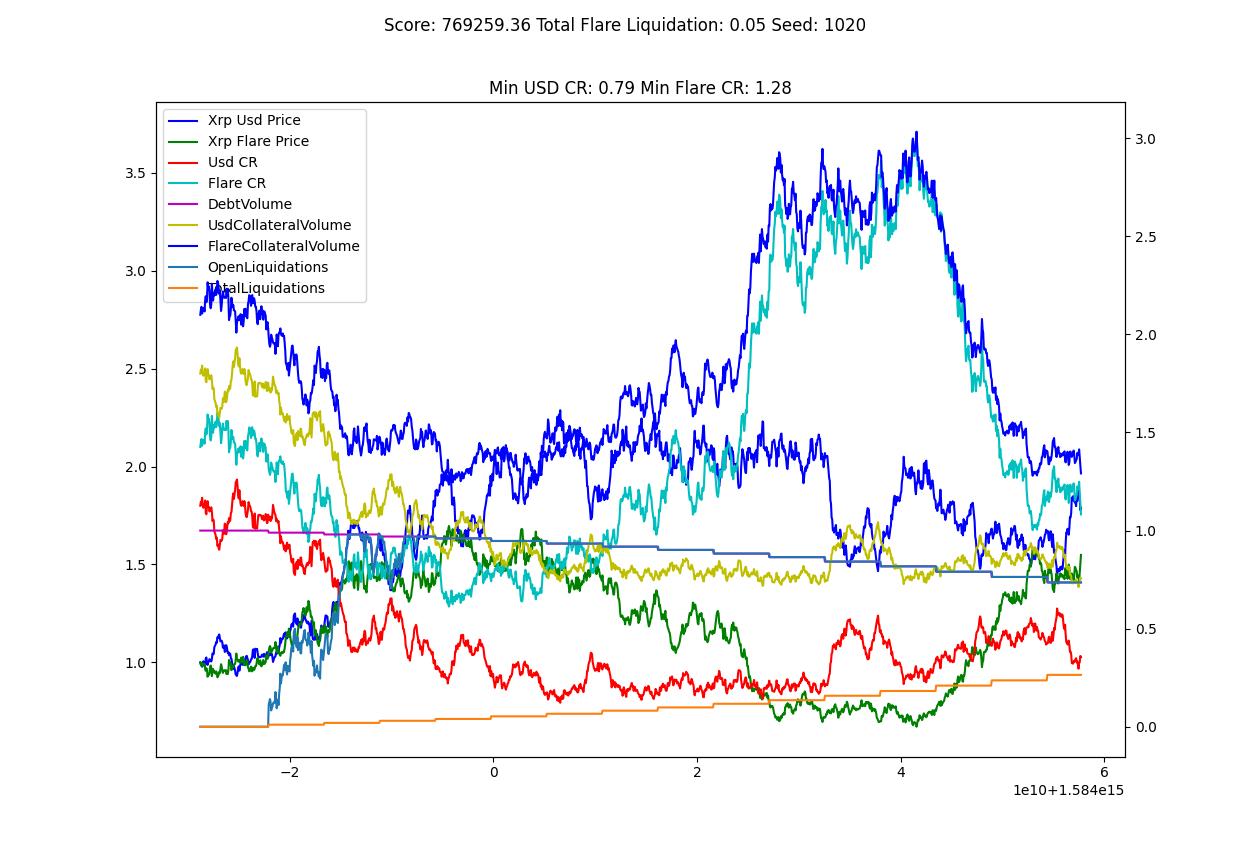 Score: 769259.36 Total Flare Liquidation: 0.05 Seed: 1020
Min USD CR: 0.79 Min Flare CR: 1.28
Xrp Usd Price
Xrp Flare Price
Usd CR
Flare CR
DebtVolume
UsdCollateralVolume
FlareCollateralVolume
OpenLiquidations
TotalLiquidations
3.5
3.0
2.5
2.0
1.5
1.0
3.0
2.5
2.0
1.5
1.0
0.5
0.0
−2 0 2 4 6
1e10+1.584e15